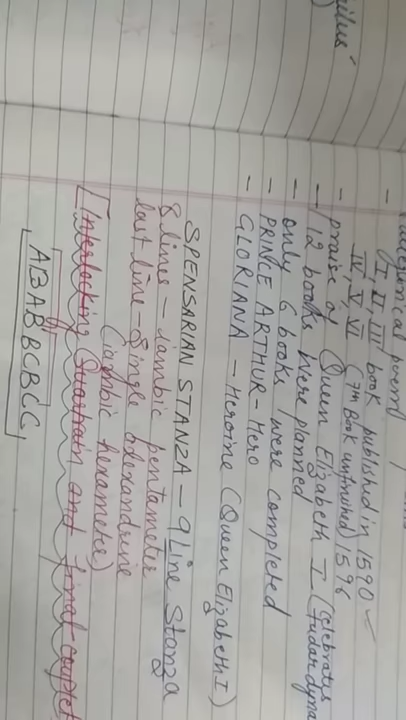 allegorical poem)
- I, II, III book published in 1590
IV, V, VI (7th Book unfinished) 1596
- praise of Queen Elizabeth I (celebrates Tudor dyna
- 12 books were planned
- only 6 books were completed
- PRINCE ARTHUR - Hero
- GLORIANA - Heroine (Queen Elizabeth I)
SPENSARIAN STANZA - 9 Line Stanza
8 lines - iambic pentameter
last line - Single alexandrine
(iambic hexameter)
[Interlocking Quatrain and final couplet
ABABBCBCC